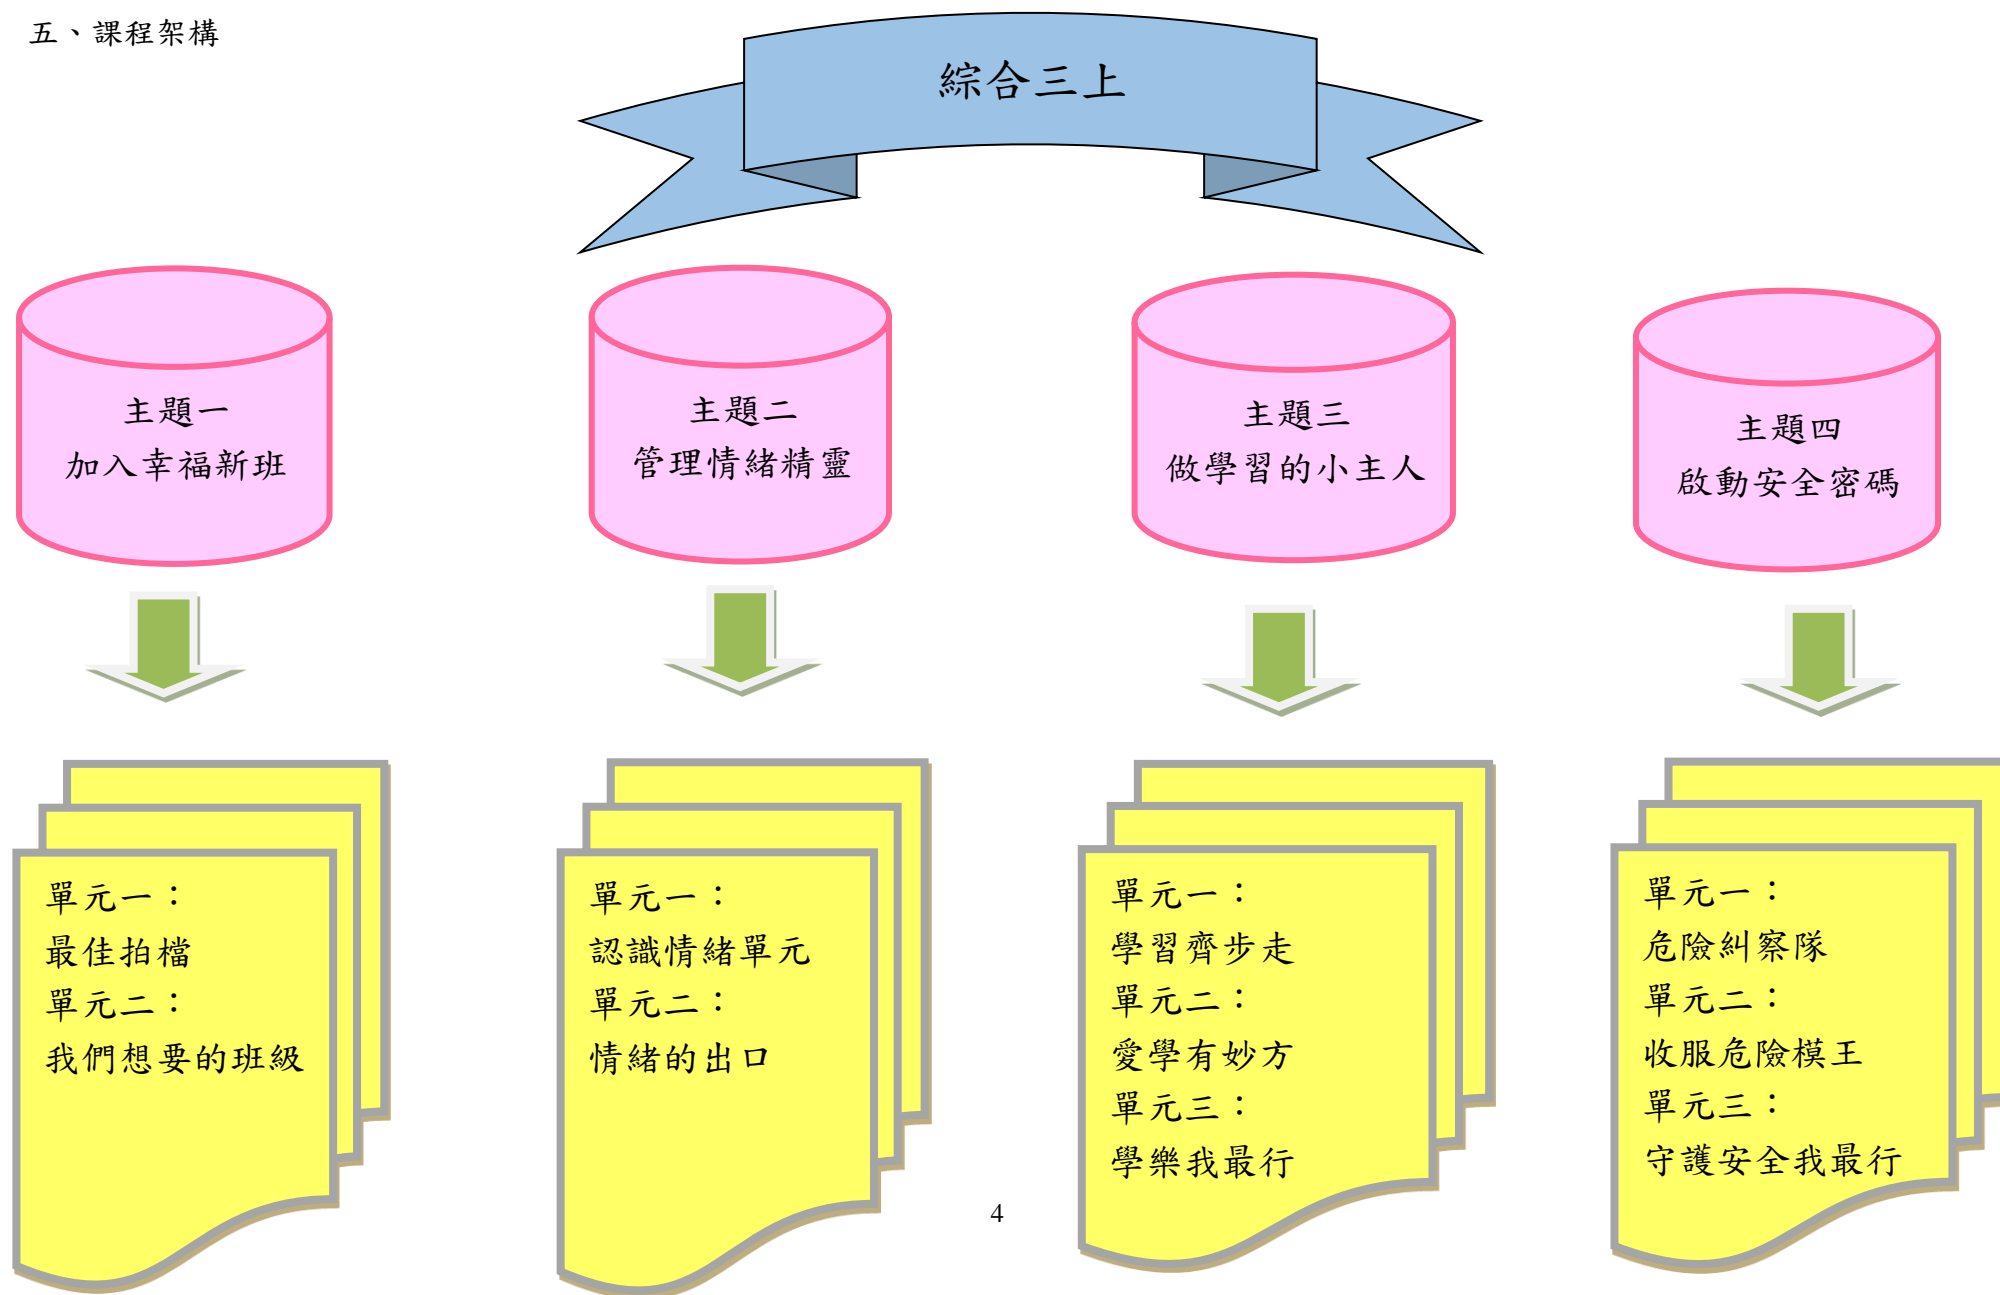 五、課程架構
綜合三上
主題一
加入幸福新班
主題二
管理情緒精靈
主題三
做學習的小主人
主題四
啟動安全密碼
單元一：
最佳拍檔
單元二：
我們想要的班級
單元一：
認識情緒單元
單元二：
情緒的出口
單元一：
學習齊步走
單元二：
愛學有妙方
單元三：
學樂我最行
單元一：
危險糾察隊
單元二：
收服危險模王
單元三：
守護安全我最行
4